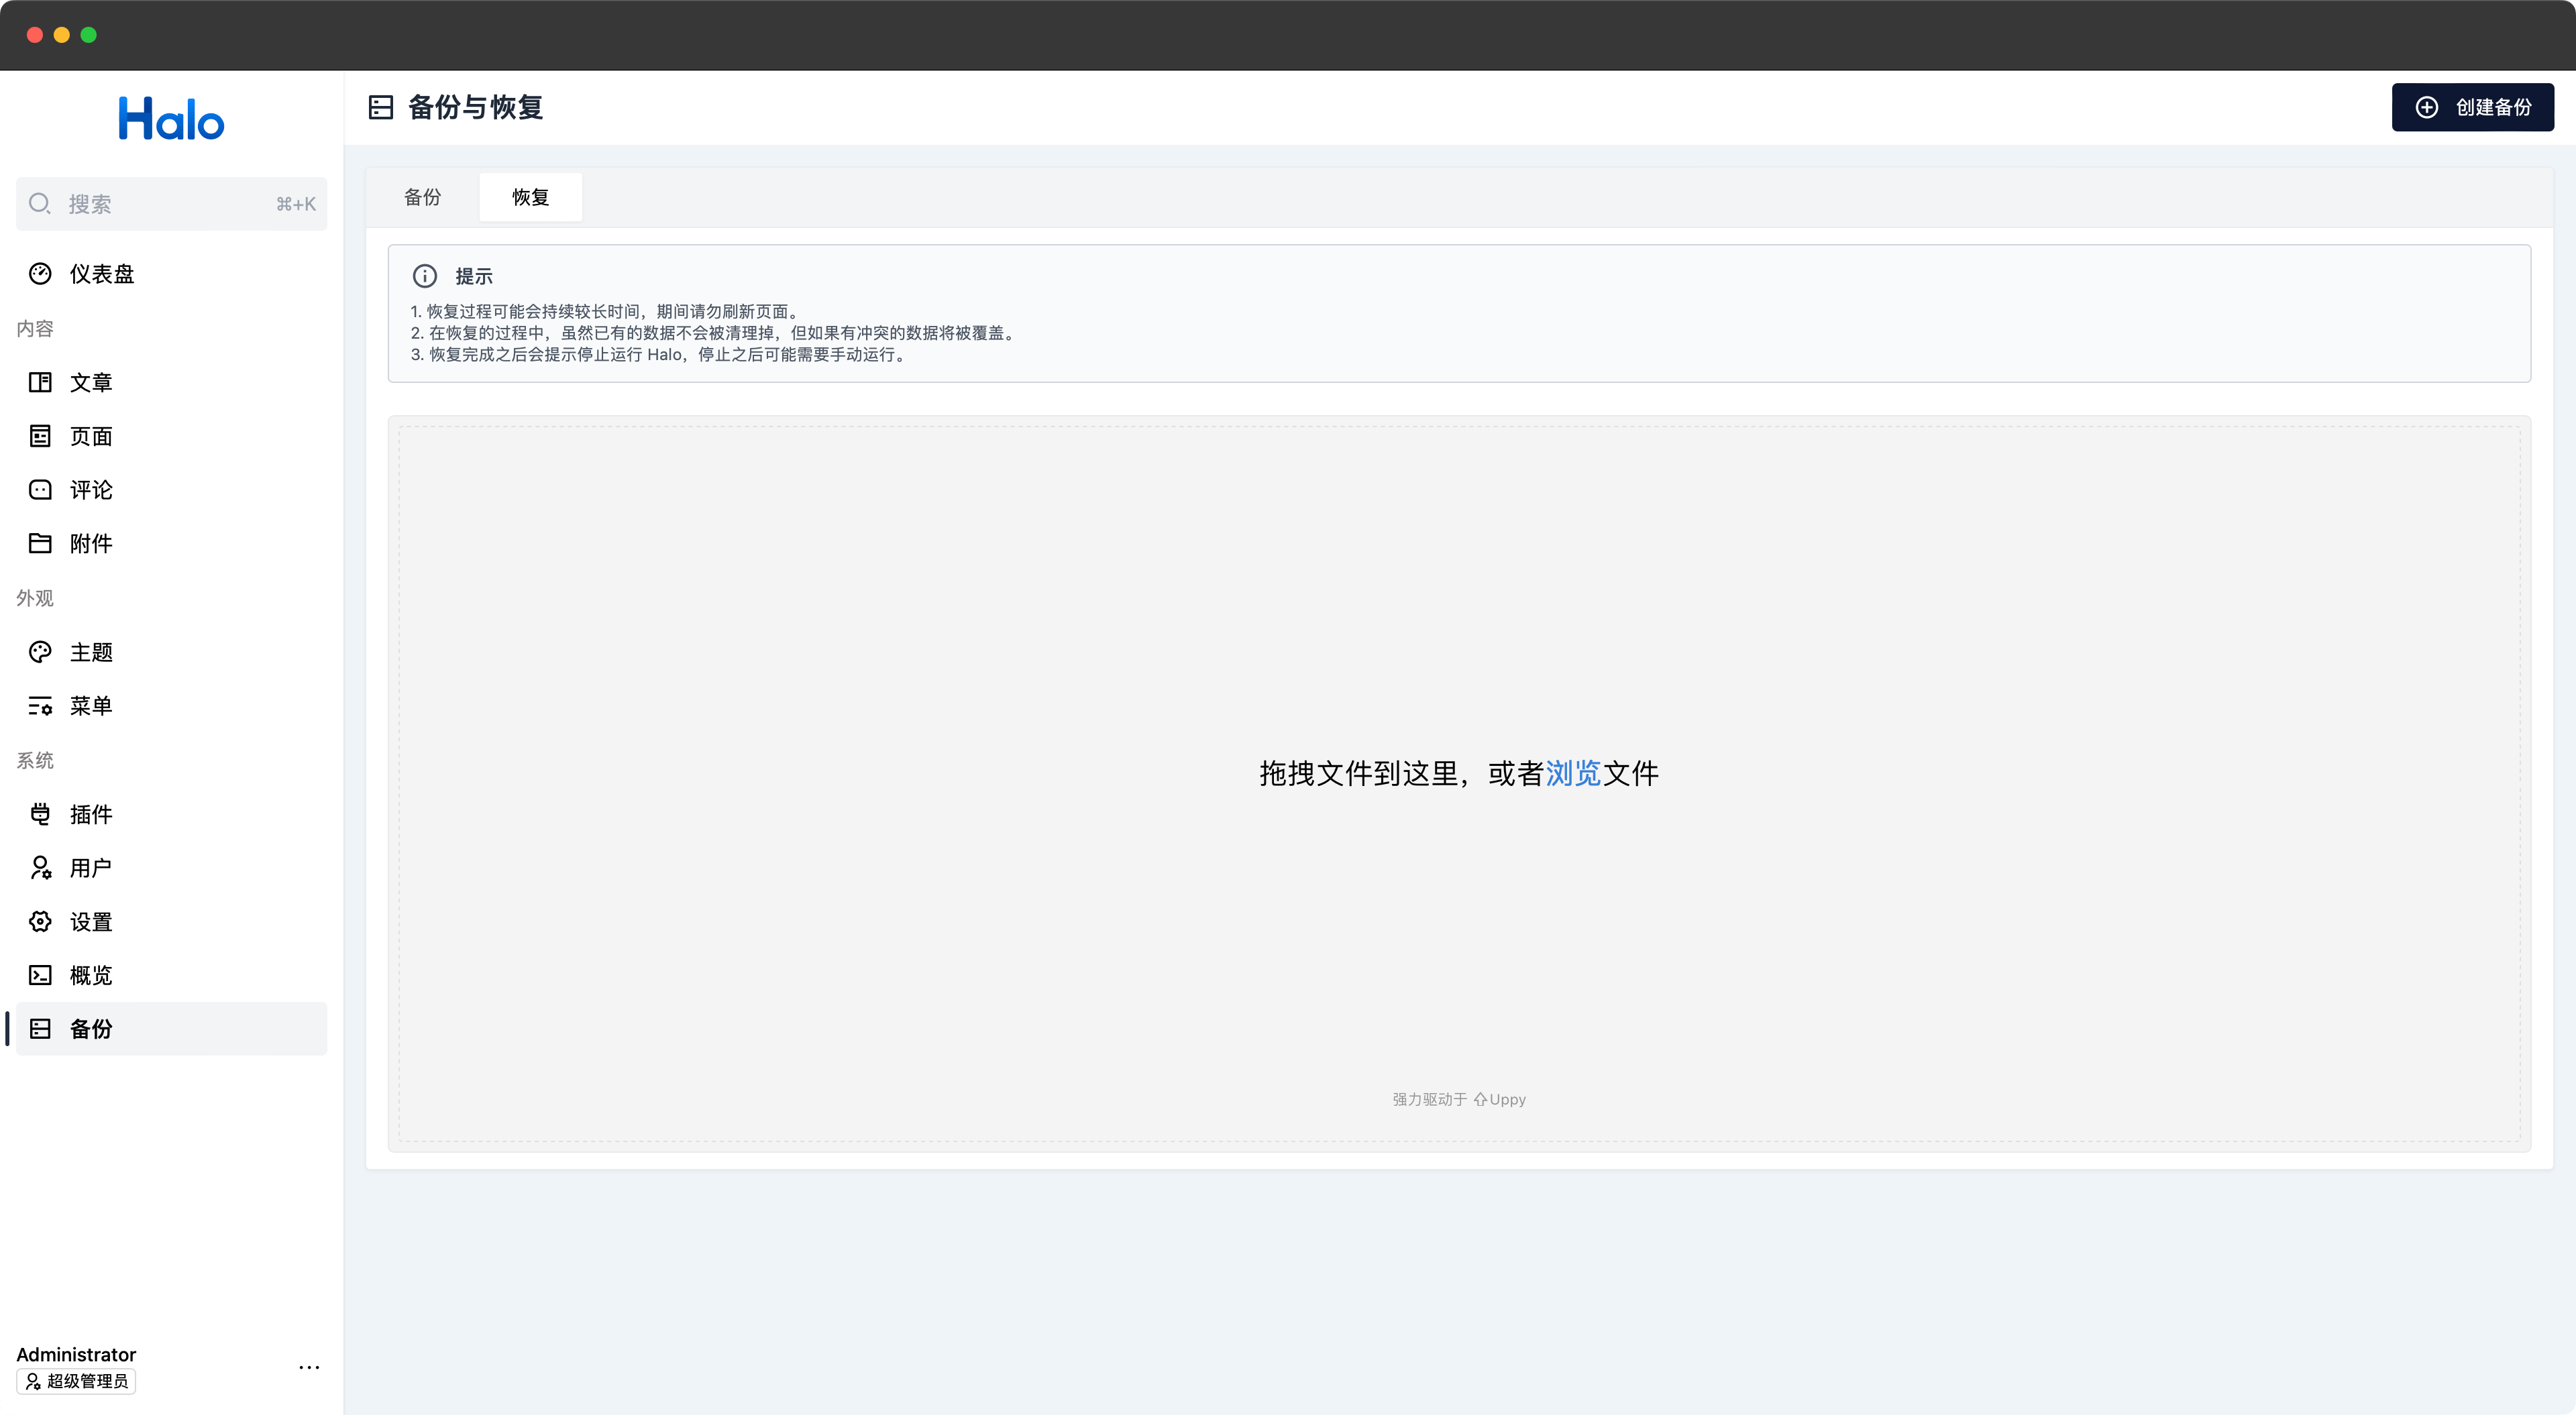 Halo
搜索 ⌘+K
仪表盘
内容
文章
页面
评论
附件
外观
主题
菜单
系统
插件
用户
设置
概览
备份
Administrator
超级管理员
备份与恢复
创建备份
备份 恢复
提示
1. 恢复过程可能会持续较长时间，期间请勿刷新页面。
2. 在恢复的过程中，虽然已有的数据不会被清理掉，但如果有冲突的数据将被覆盖。
3. 恢复完成之后会提示停止运行 Halo，停止之后可能需要手动运行。
拖拽文件到这里，或者浏览文件
强力驱动于 Uppy